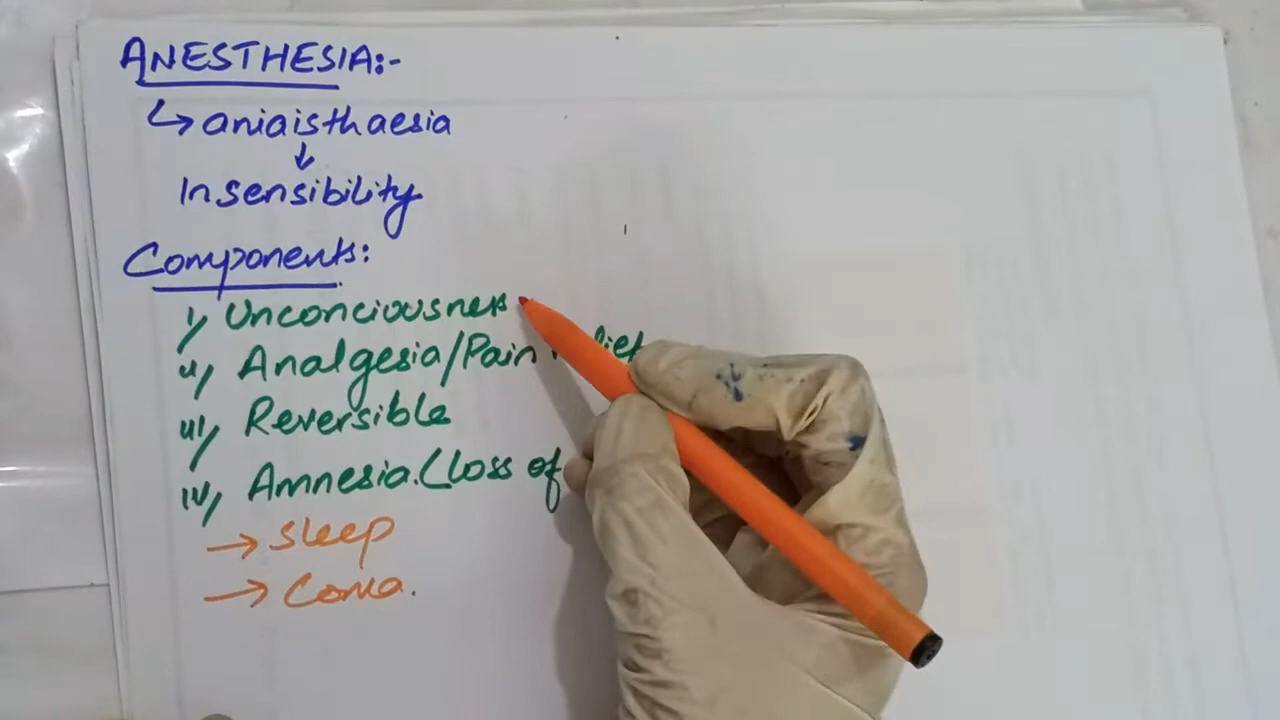 ANESTHESIA:-
↳ aniaisthaesia
↓
Insensibility
Components:
i, Unconciousness
ii, Analgesia/Pain
iii, Reversible
iv, Amnesia. (loss of
→ sleep
→ Coma.